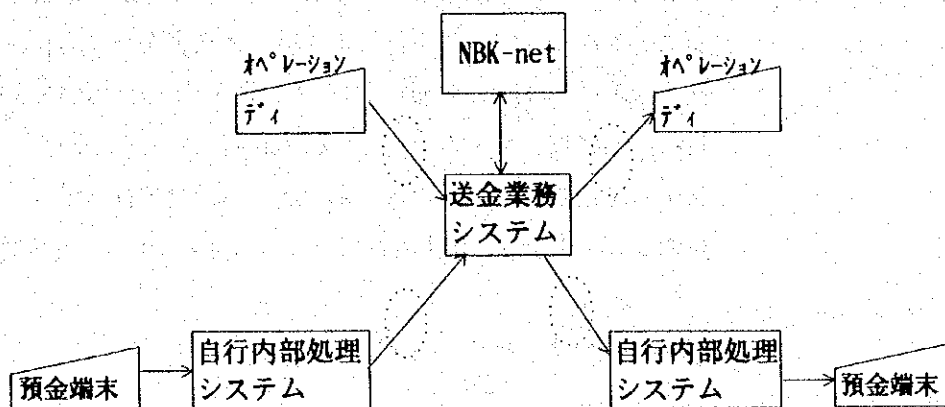 NBK-net
オペレーション
ディ
オペレーション
ディ
送金業務
システム
自行内部処理
システム
自行内部処理
システム
預金端末
預金端末